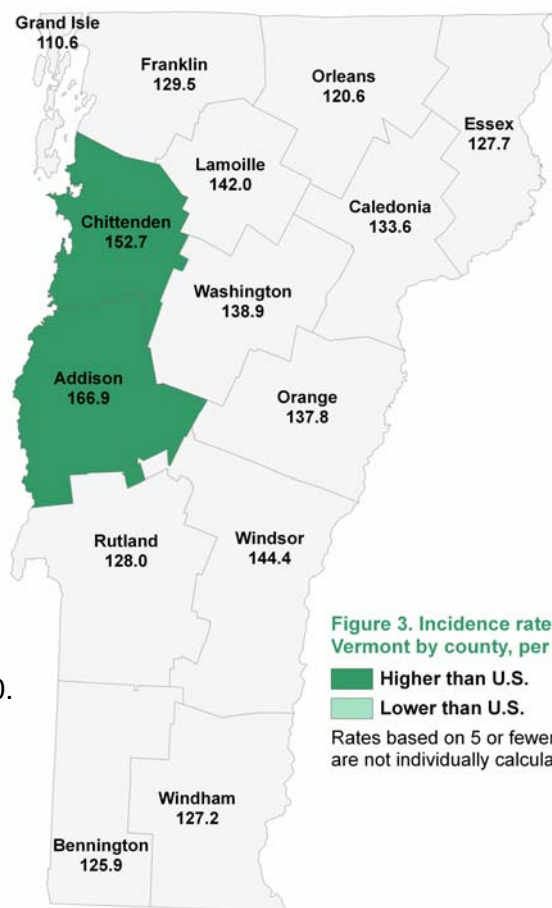 Grand Isle
110.6
Franklin
129.5
Orleans
120.6
Essex
127.7
Lamoille
142.0
Caledonia
133.6
Chittenden
152.7
Washington
138.9
Addison
166.9
Orange
137.8
Rutland
128.0
Windsor
144.4
0.
Figure 3. Incidence rate
Vermont by county, per
Higher than U.S.
Lower than U.S.
Rates based on 5 or fewer
are not individually calcula
Windham
127.2
Bennington
125.9